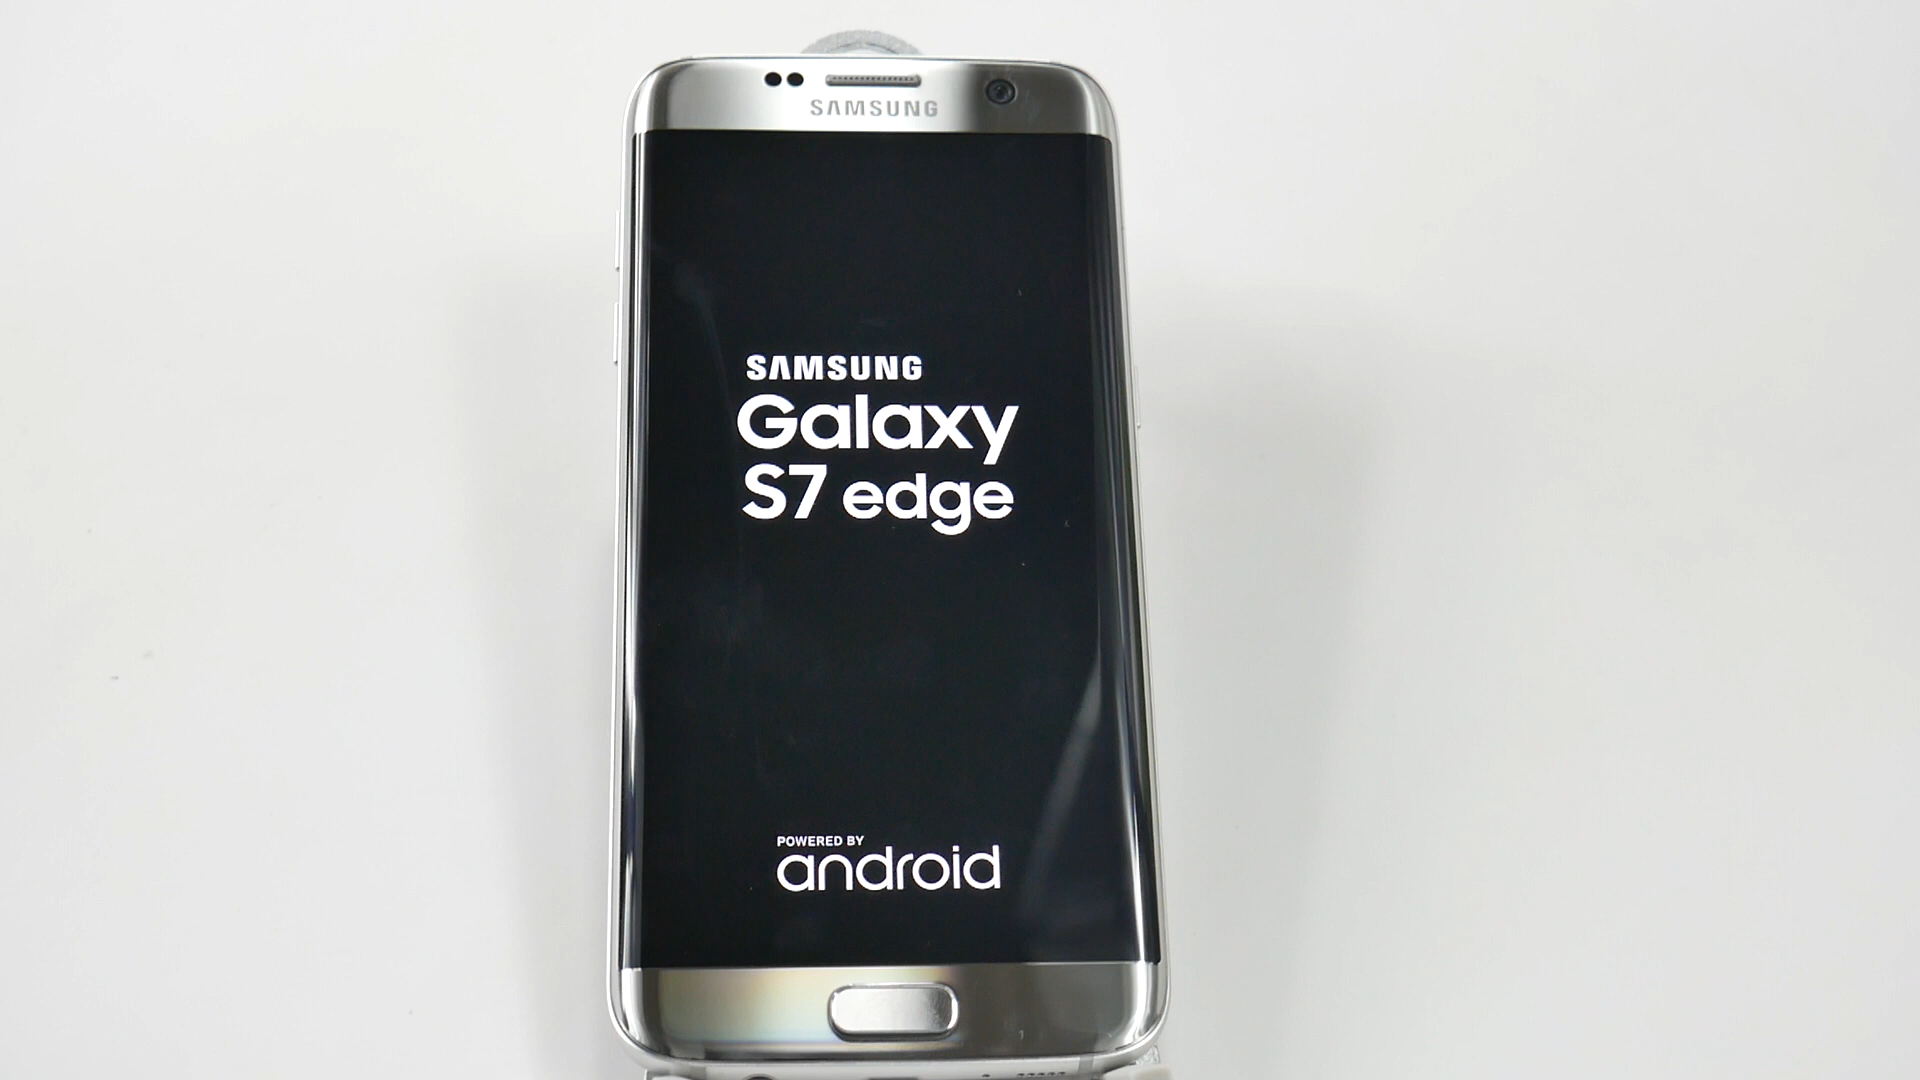 SAMSUNG
SAMSUNG
Galaxy
S7 edge
POWERED BY
android